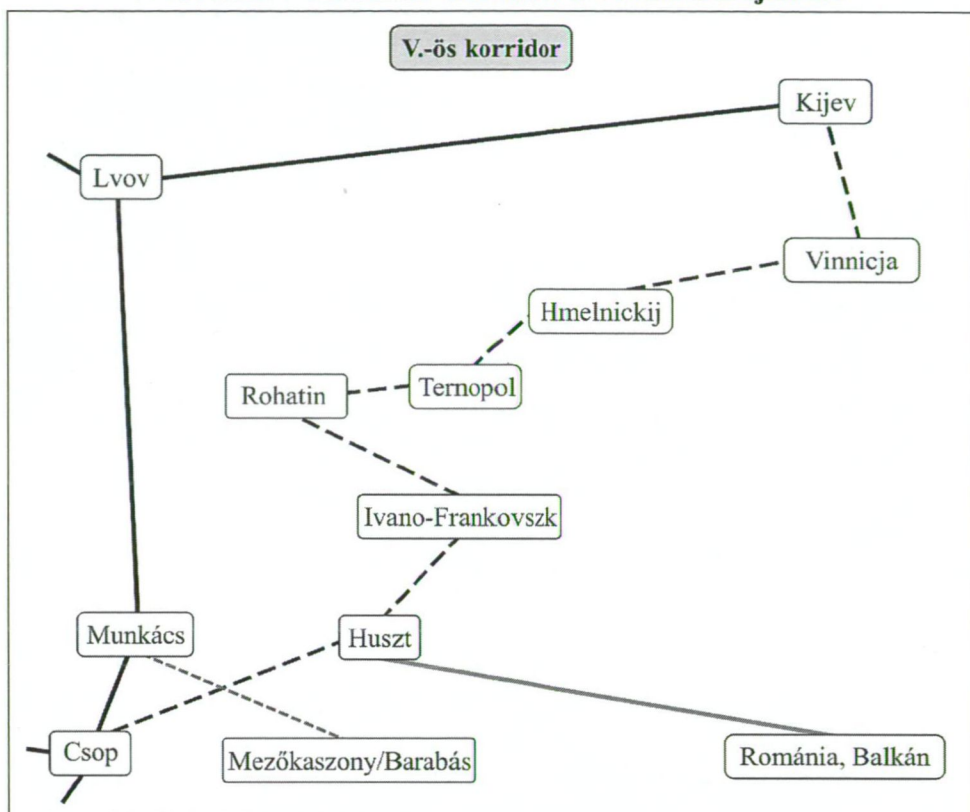 V.-ös korridor
Kijev
Lvov
Vinnicja
Hmelnickij
Ternopol
Rohatin
Ivano-Frankovszk
Munkács
Huszt
Csop
Mezőkaszony/Barabás
Románia, Balkán